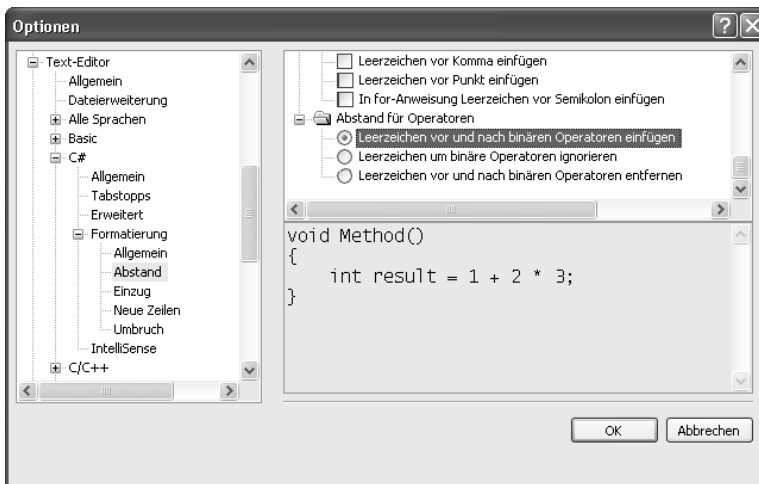 Optionen
Text-Editor
Allgemein
Dateierweiterung
Alle Sprachen
Basic
C#
Allgemein
Tabstopps
Erweitert
Formatierung
Allgemein
Abstand
Einzug
Neue Zeilen
Umbruch
IntelliSense
C/C++
Leerzeichen vor Komma einfügen
Leerzeichen vor Punkt einfügen
In for-Anweisung Leerzeichen vor Semikolon einfügen
Abstand für Operatoren
Leerzeichen vor und nach binären Operatoren einfügen
Leerzeichen um binäre Operatoren ignorieren
Leerzeichen vor und nach binären Operatoren entfernen
void Method()
{
    int result = 1 + 2 * 3;
}
OK
Abbrechen